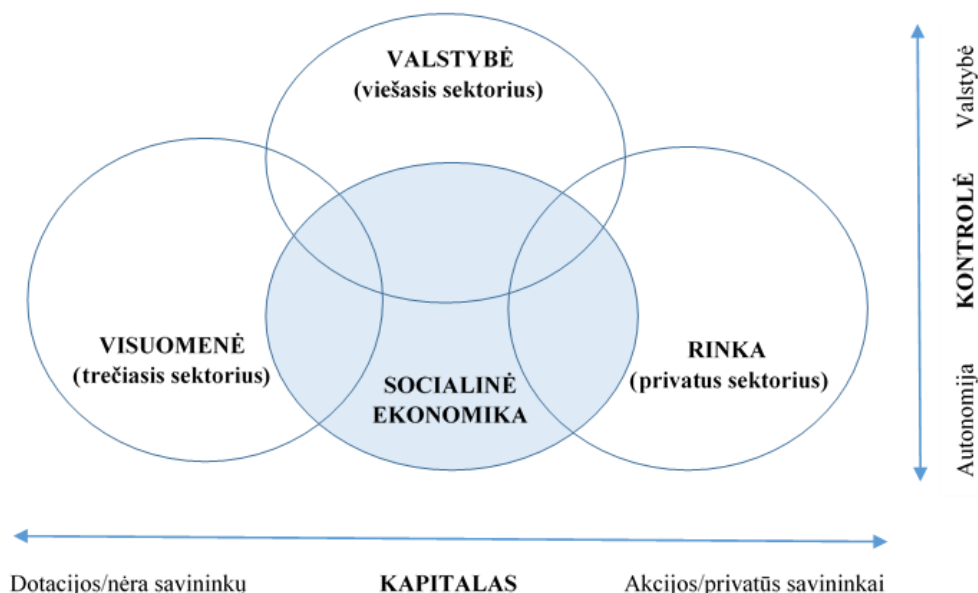 VALSTYBĖ
(viešasis sektorius)
VISUOMENĖ
(trečiasis sektorius)
SOCIALINĖ
EKONOMIKA
RINKA
(privatus sektorius)
Valstybė
KONTROLĖ
Autonomija
Dotacijos/nėra savininkų
KAPITALAS
Akcijos/privatūs savininkai